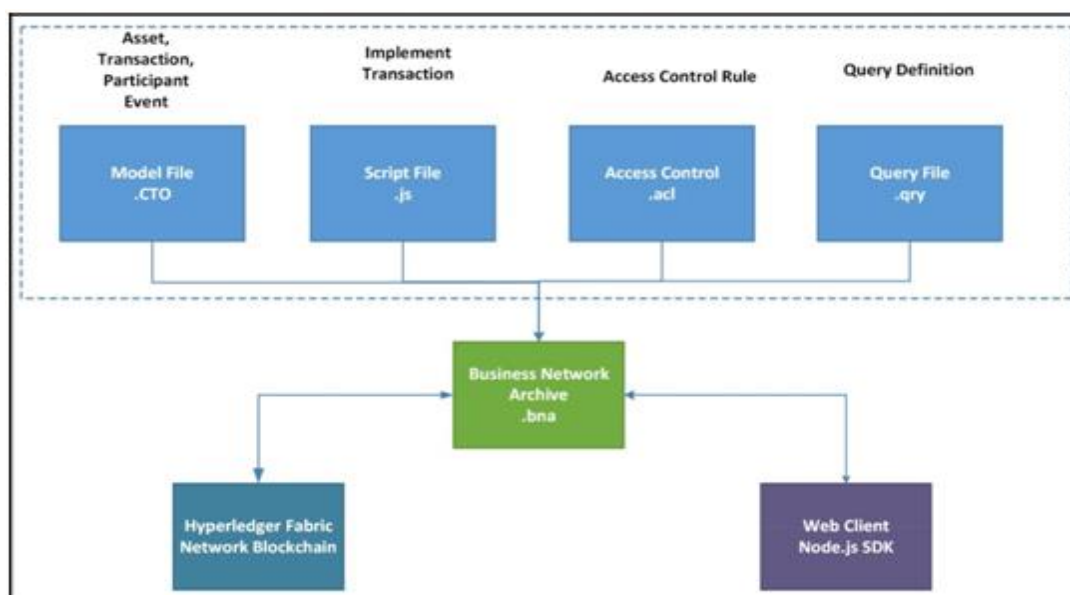 Asset,
Transaction,
Participant
Event
Implement
Transaction
Access Control Rule
Query Definition
Model File
.CTO
Script File
.js
Access Control
.acl
Query File
.qry
Business Network
Archive
.bna
Hyperledger Fabric
Network Blockchain
Web Client
Node.js SDK